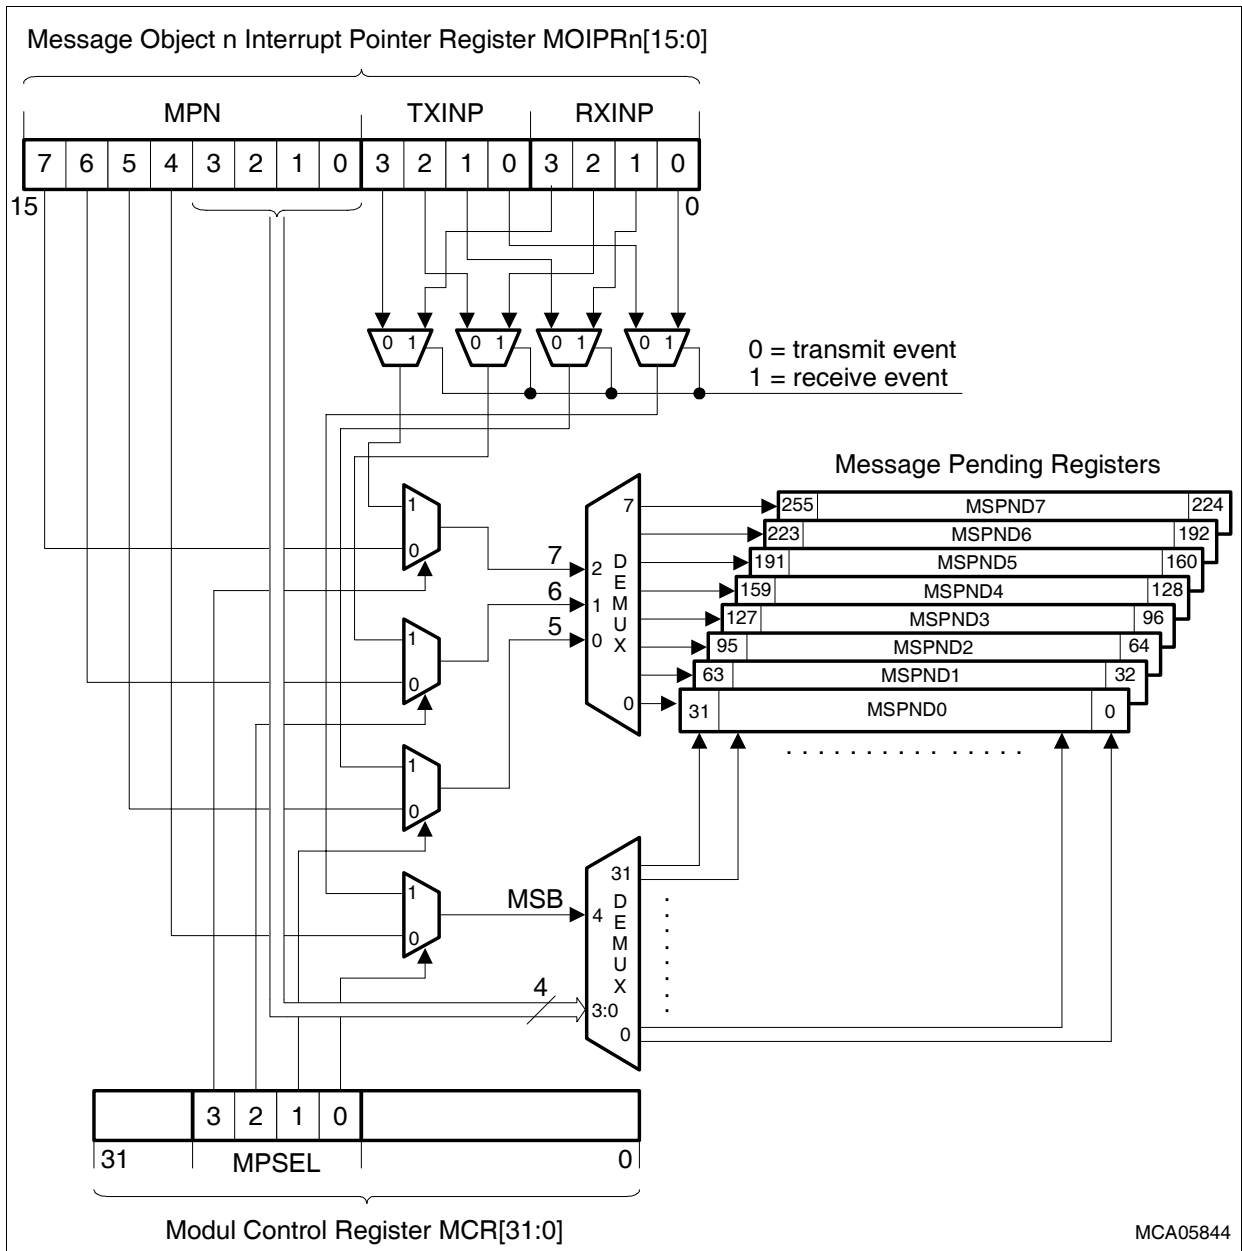 Message Object n Interrupt Pointer Register MOIPRn[15:0]
MPN TXINP RXINP
7 6 5 4 3 2 1 0 3 2 1 0 3 2 1 0
15 0
0 1 0 1 0 1 0 1
0 = transmit event
1 = receive event
Message Pending Registers
1
0
1
0
1
0
1
0
7
6
5
7
2
1
0
0
DEMUX
255 MSPND7 224
223 MSPND6 192
191 MSPND5 160
159 MSPND4 128
127 MSPND3 96
95 MSPND2 64
63 MSPND1 32
31 MSPND0 0
. . . . . . . . . . . . . . .
MSB
4
31
4
DEMUX
3:0
0
3 2 1 0
31 MPSEL 0
Modul Control Register MCR[31:0]
MCA05844